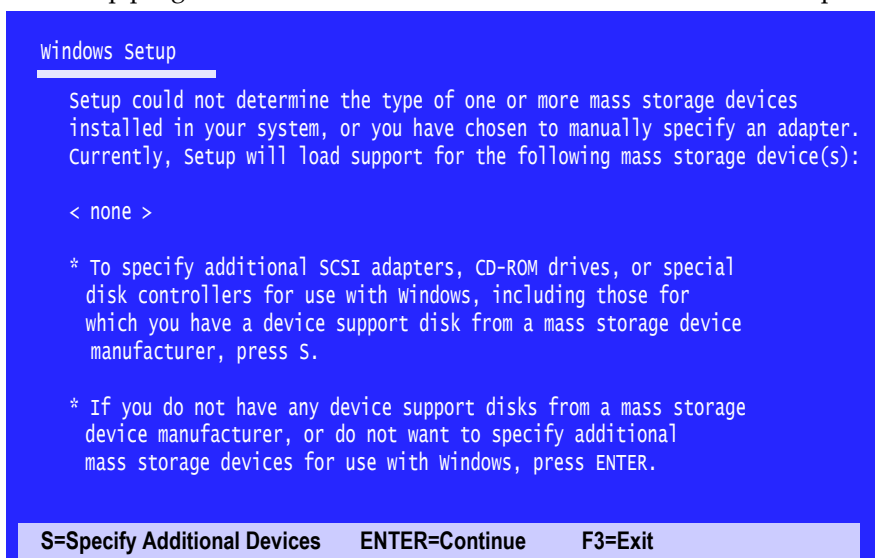 Windows Setup
Setup could not determine the type of one or more mass storage devices
installed in your system, or you have chosen to manually specify an adapter.
Currently, Setup will load support for the following mass storage device(s):
< none >
* To specify additional SCSI adapters, CD-ROM drives, or special
disk controllers for use with Windows, including those for
which you have a device support disk from a mass storage device
manufacturer, press S.
* If you do not have any device support disks from a mass storage
device manufacturer, or do not want to specify additional
mass storage devices for use with Windows, press ENTER.
S=Specify Additional Devices ENTER=Continue F3=Exit